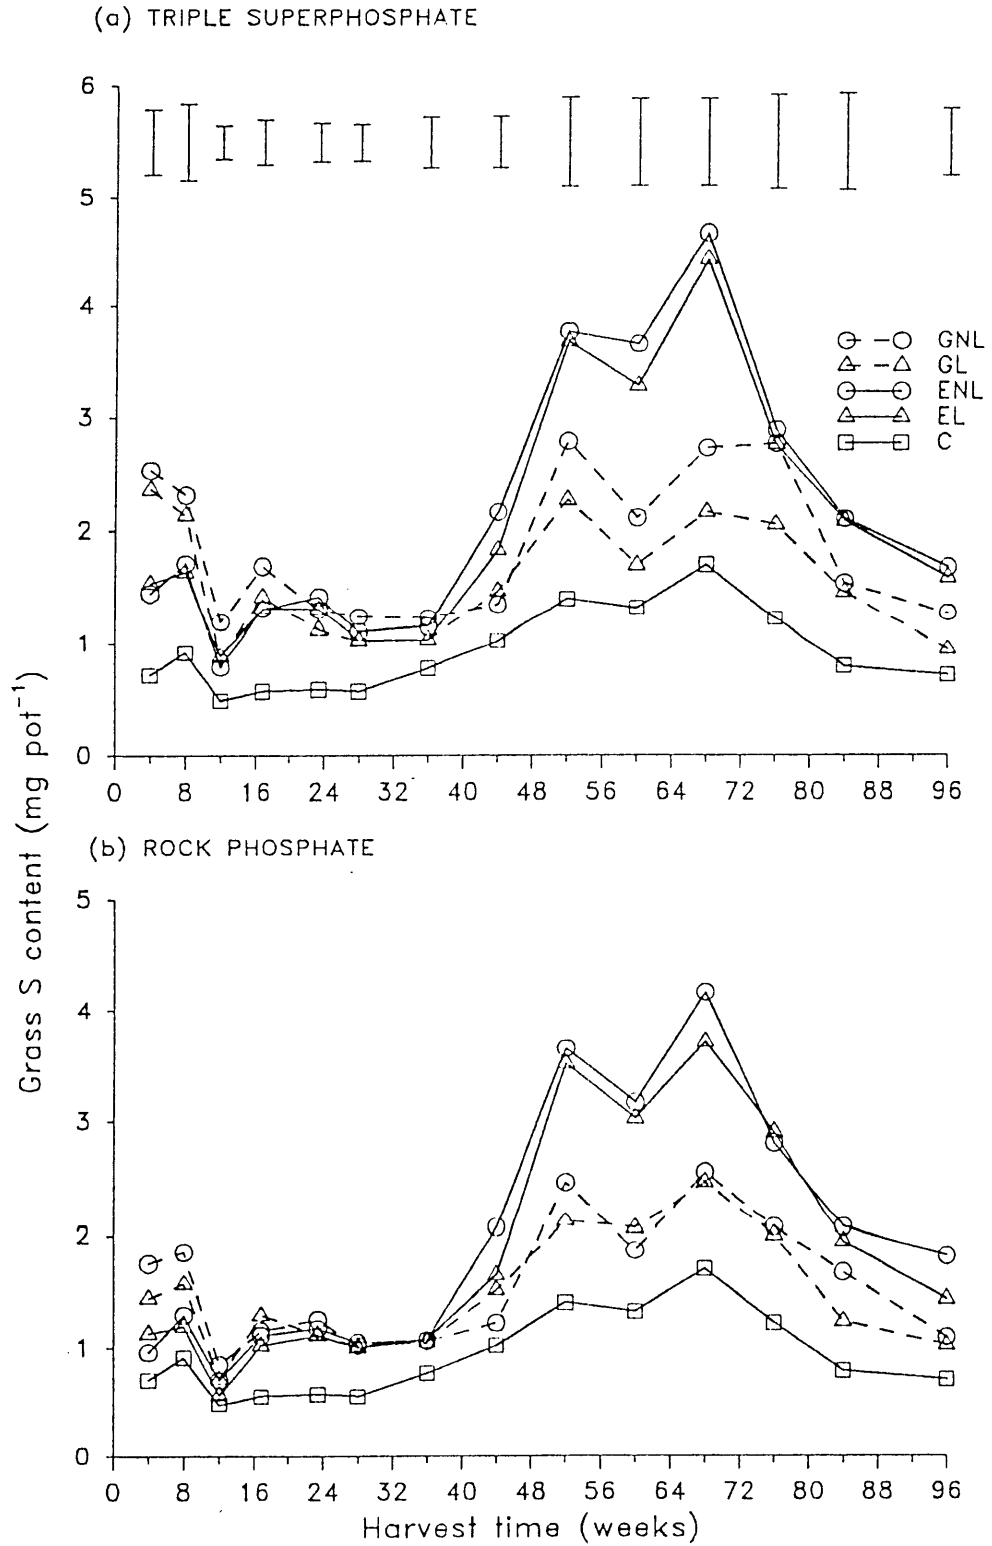 (a) TRIPLE SUPERPHOSPHATE
6
5
4
3
2
1
0
GNL
GL
ENL
EL
C
0 8 16 24 32 40 48 56 64 72 80 88 96
Grass S content (mg pot⁻¹)
(b) ROCK PHOSPHATE
5
4
3
2
1
0
0 8 16 24 32 40 48 56 64 72 80 88 96
Harvest time (weeks)